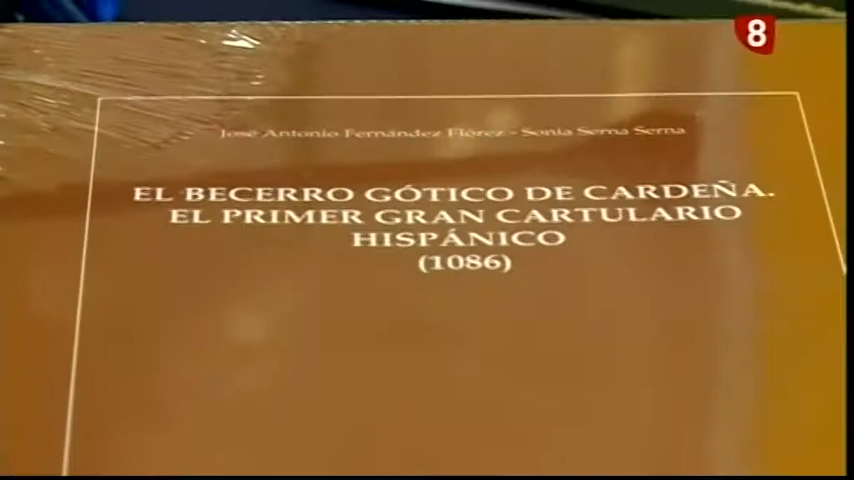 8
José Antonio Fernández Flórez - Sonia Serna Serna
EL BECERRO GÓTICO DE CARDEÑA.
EL PRIMER GRAN CARTULARIO
HISPÁNICO
(1086)